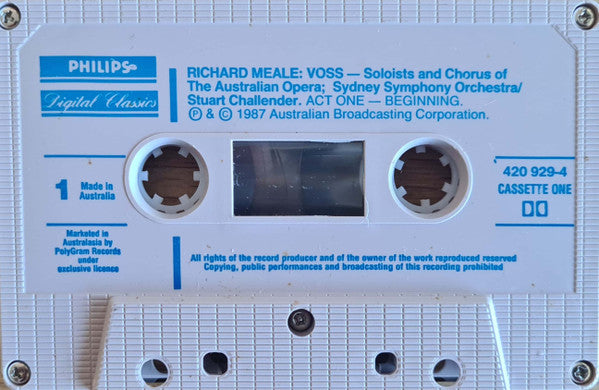 PHILIPS
Digital Classics
RICHARD MEALE: VOSS — Soloists and Chorus of
The Australian Opera; Sydney Symphony Orchestra/
Stuart Challender. ACT ONE — BEGINNING.
Ⓟ & © 1987 Australian Broadcasting Corporation.
1
Made in
Australia
420 929-4
CASSETTE ONE
Marketed in
Australasia by
PolyGram Records
under
exclusive licence
All rights of the record producer and of the owner of the work reproduced reserved
Copying, public performances and broadcasting of this recording prohibited